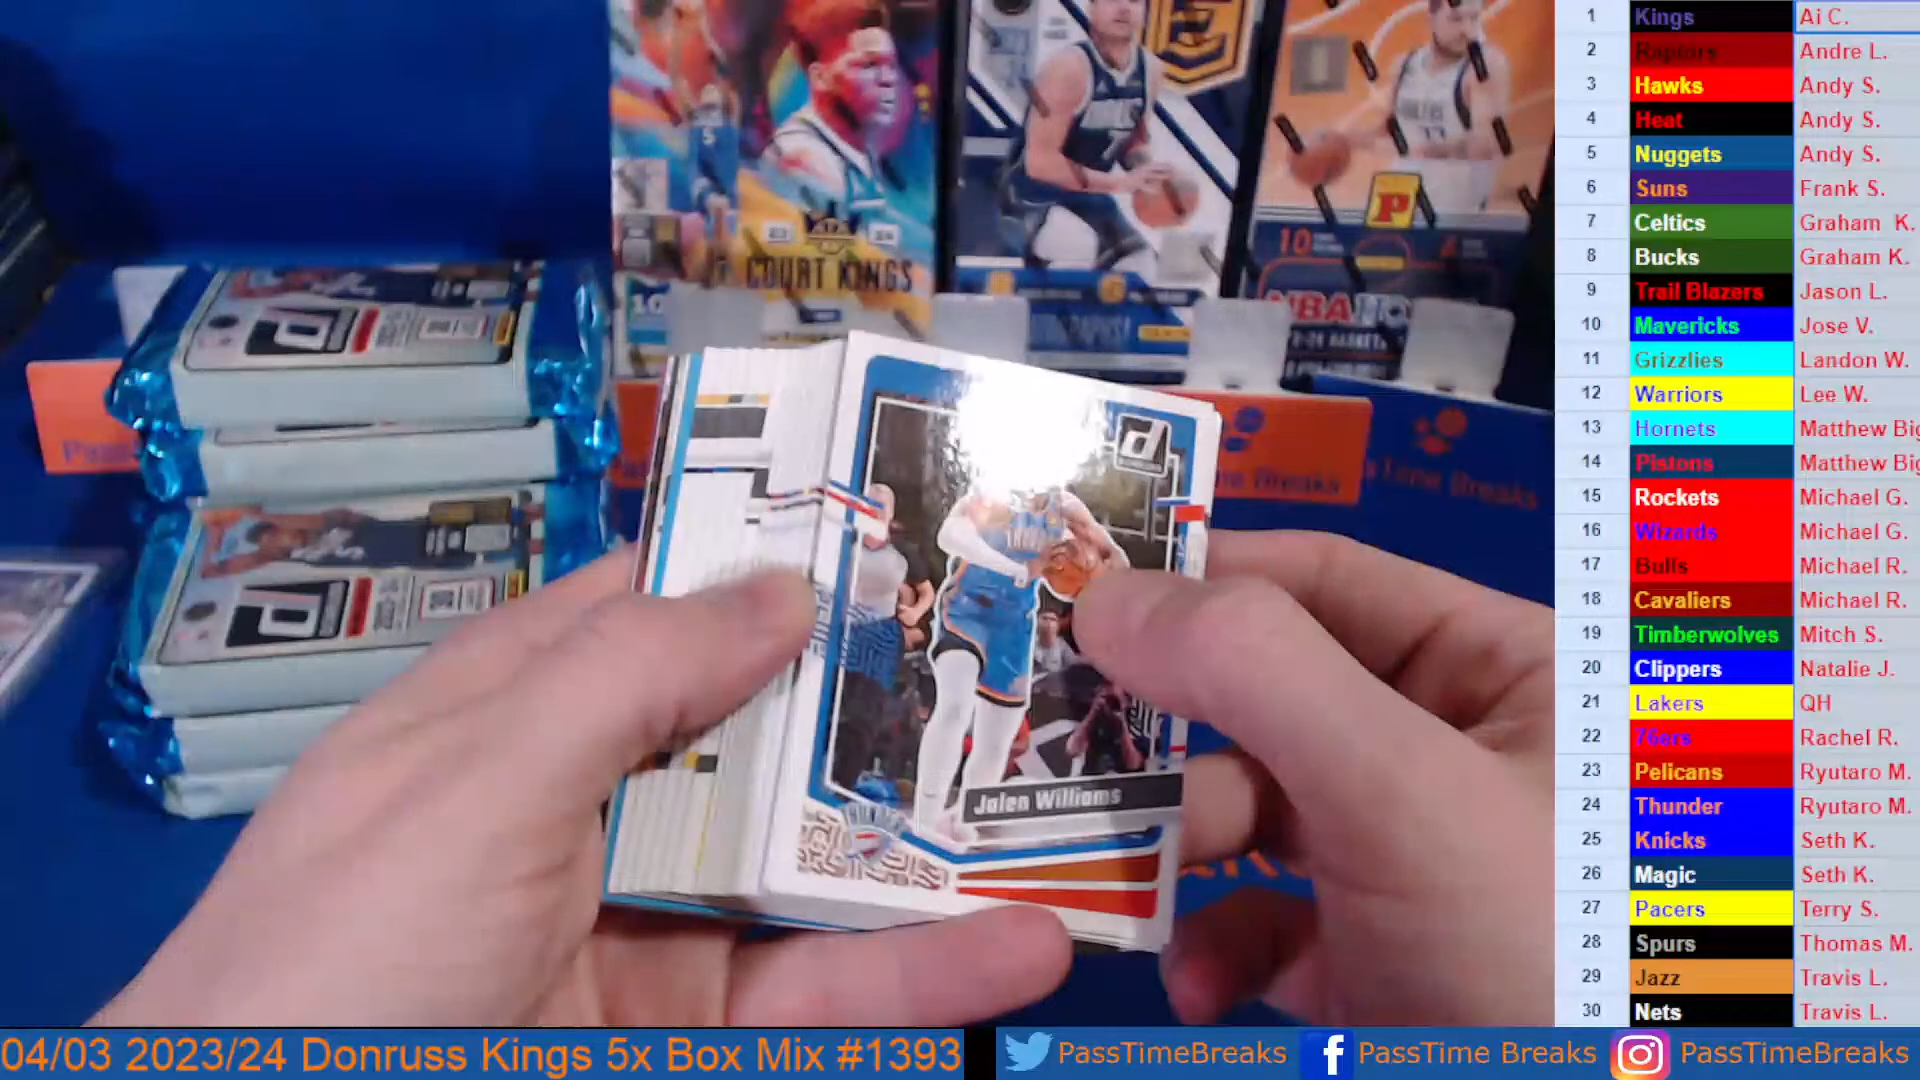 COURT KINGS
Jalen Williams
1 Kings Ai C.
2 Raptors Andre L.
3 Hawks Andy S.
4 Heat Andy S.
5 Nuggets Andy S.
6 Suns Frank S.
7 Celtics Graham K.
8 Bucks Graham K.
9 Trail Blazers Jason L.
10 Mavericks Jose V.
11 Grizzlies Landon W.
12 Warriors Lee W.
13 Hornets Matthew Big
14 Pistons Matthew Big
15 Rockets Michael G.
16 Wizards Michael G.
17 Bulls Michael R.
18 Cavaliers Michael R.
19 Timberwolves Mitch S.
20 Clippers Natalie J.
21 Lakers QH
22 76ers Rachel R.
23 Pelicans Ryutaro M.
24 Thunder Ryutaro M.
25 Knicks Seth K.
26 Magic Seth K.
27 Pacers Terry S.
28 Spurs Thomas M.
29 Jazz Travis L.
30 Nets Travis L.
04/03 2023/24 Donruss Kings 5x Box Mix #1393
PassTimeBreaks PassTime Breaks PassTimeBreaks